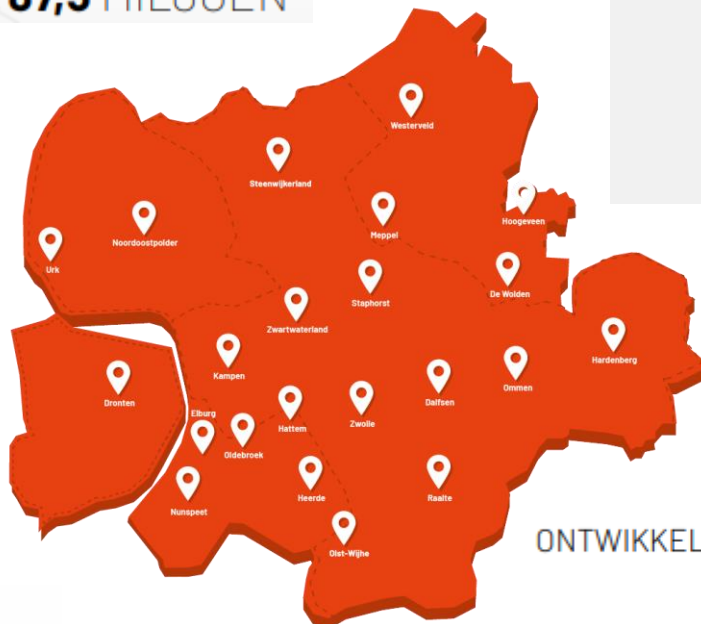 Westerveld
Steenwijkerland
Hoogeveen
Meppel
Noordoostpolder
Urk
Staphorst
De Wolden
Zwartwaterland
Hardenberg
Kampen
Ommen
Dronten
Dalfsen
Elburg
Hattem
Zwolle
Oldebroek
Heerde
Raalte
Nunspeet
Olst-Wijhe
ONTWIKKEL